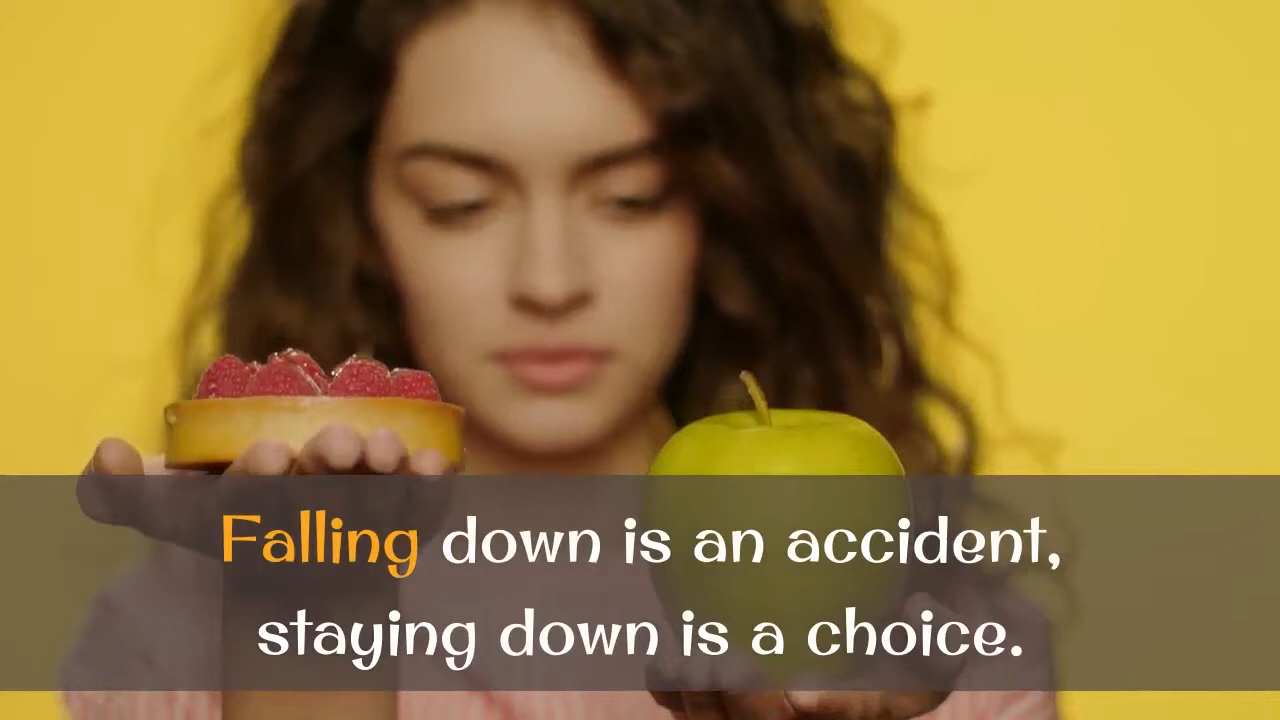 Falling down is an accident,
staying down is a choice.